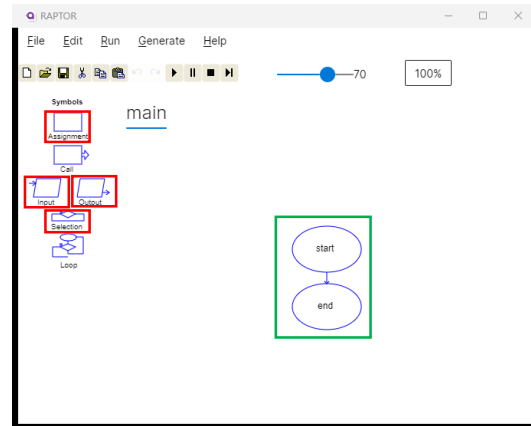 RAPTOR
File Edit Run Generate Help
70
100%
Symbols
main
Assignment
Call
Input Output
Selection
Loop
start
end